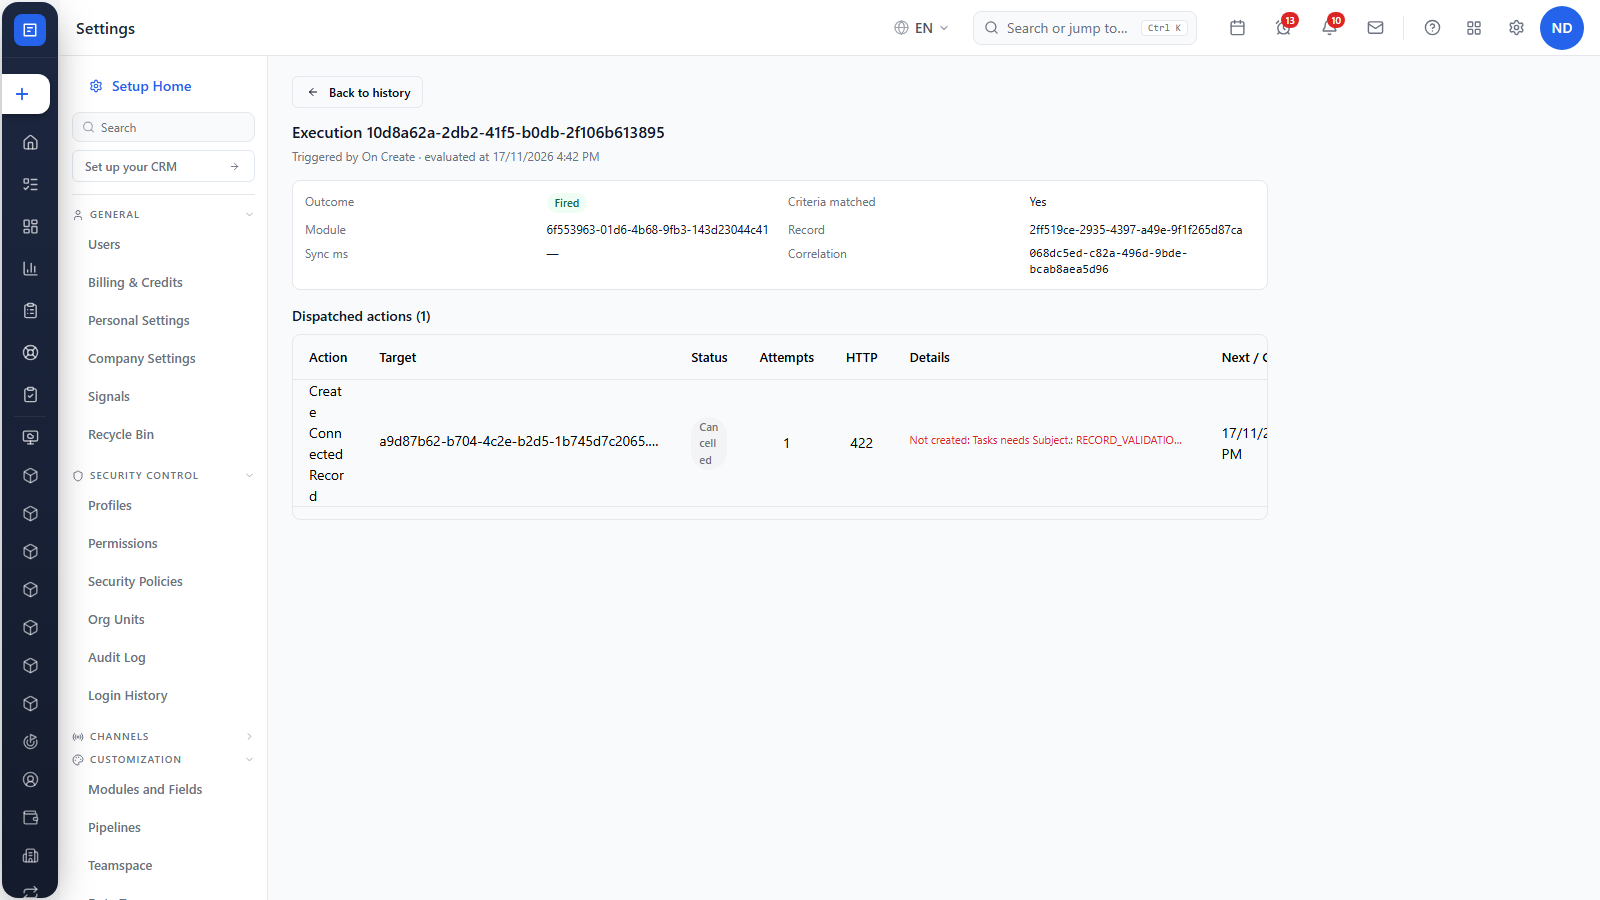 Settings
EN
Search or jump to...
Ctrl K
13
10
ND
Setup Home
Search
Set up your CRM
GENERAL
Users
Billing & Credits
Personal Settings
Company Settings
Signals
Recycle Bin
SECURITY CONTROL
Profiles
Permissions
Security Policies
Org Units
Audit Log
Login History
CHANNELS
CUSTOMIZATION
Modules and Fields
Pipelines
Teamspace
Back to history
Execution 10d8a62a-2db2-41f5-b0db-2f106b613895
Triggered by On Create · evaluated at 17/11/2026 4:42 PM
Outcome
Fired
Criteria matched
Yes
Module
6f553963-01d6-4b68-9fb3-143d23044c41
Record
2ff519ce-2935-4397-a49e-9f1f265d87ca
Sync ms
—
Correlation
068dc5ed-c82a-496d-9bde-
bcab8aea5d96
Dispatched actions (1)
Action
Target
Status
Attempts
HTTP
Details
Next /
Creat
e
Conn
ected
Recor
d
a9d87b62-b704-4c2e-b2d5-1b745d7c2065....
Can
cell
ed
1
422
Not created: Tasks needs Subject.: RECORD_VALIDATIO...
17/11/2
PM